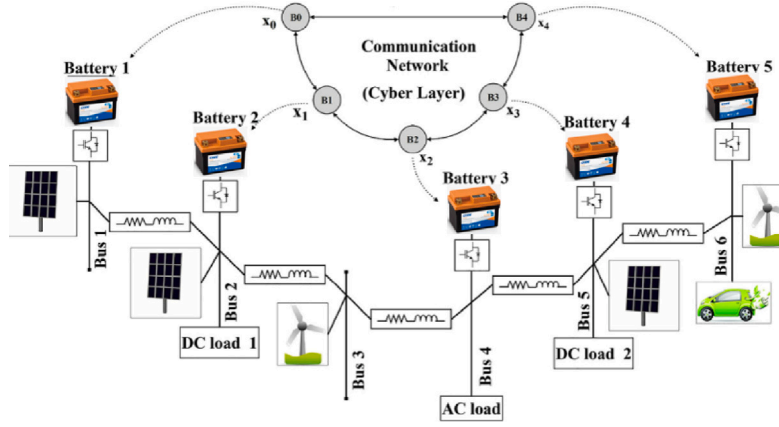 B0
B4
x0
x4
Communication
Network
(Cyber Layer)
Battery 1
Battery 5
Battery 2
B1
B3
Battery 4
x1
x3
B2
x2
Battery 3
Bus 1
Bus 2
Bus 3
Bus 4
Bus 5
Bus 6
DC load 1
DC load 2
AC load